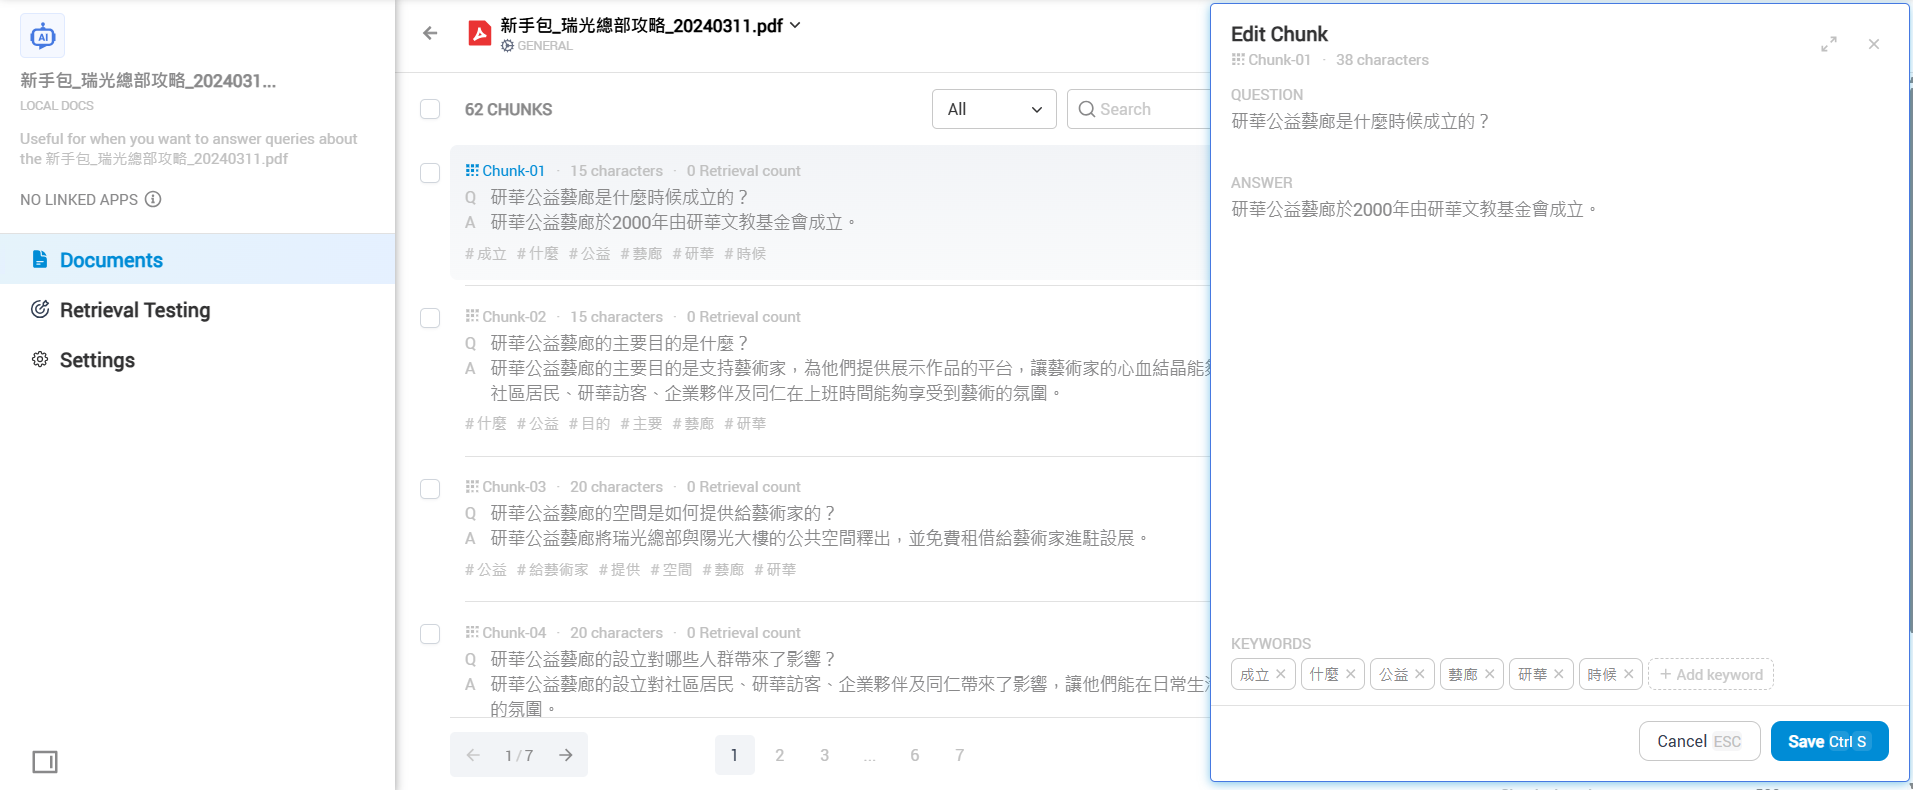 新手包_瑞光總部攻略_2024031...
LOCAL DOCS
Useful for when you want to answer queries about
the 新手包_瑞光總部攻略_20240311.pdf
NO LINKED APPS
Documents
Retrieval Testing
Settings
新手包_瑞光總部攻略_20240311.pdf
GENERAL
62 CHUNKS
All
Search
Chunk-01 · 15 characters · 0 Retrieval count
Q 研華公益藝廊是什麼時候成立的？
A 研華公益藝廊於2000年由研華文教基金會成立。
# 成立 # 什麼 # 公益 # 藝廊 # 研華 # 時候
Chunk-02 · 15 characters · 0 Retrieval count
Q 研華公益藝廊的主要目的是什麼？
A 研華公益藝廊的主要目的是支持藝術家，為他們提供展示作品的平台，讓藝術家的心血結晶能
社區居民、研華訪客、企業夥伴及同仁在上班時間能夠享受到藝術的氛圍。
# 什麼 # 公益 # 目的 # 主要 # 藝廊 # 研華
Chunk-03 · 20 characters · 0 Retrieval count
Q 研華公益藝廊的空間是如何提供給藝術家的？
A 研華公益藝廊將瑞光總部與陽光大樓的公共空間釋出，並免費租借給藝術家進駐設展。
# 公益 # 給藝術家 # 提供 # 空間 # 藝廊 # 研華
Chunk-04 · 20 characters · 0 Retrieval count
Q 研華公益藝廊的設立對哪些人群帶來了影響？
A 研華公益藝廊的設立對社區居民、研華訪客、企業夥伴及同仁帶來了影響，讓他們能在日常生
的氛圍。
1 / 7
1 2 3 ... 6 7
Edit Chunk
Chunk-01 · 38 characters
QUESTION
研華公益藝廊是什麼時候成立的？
ANSWER
研華公益藝廊於2000年由研華文教基金會成立。
KEYWORDS
成立 什麼 公益 藝廊 研華 時候 + Add keyword
Cancel ESC Save Ctrl S